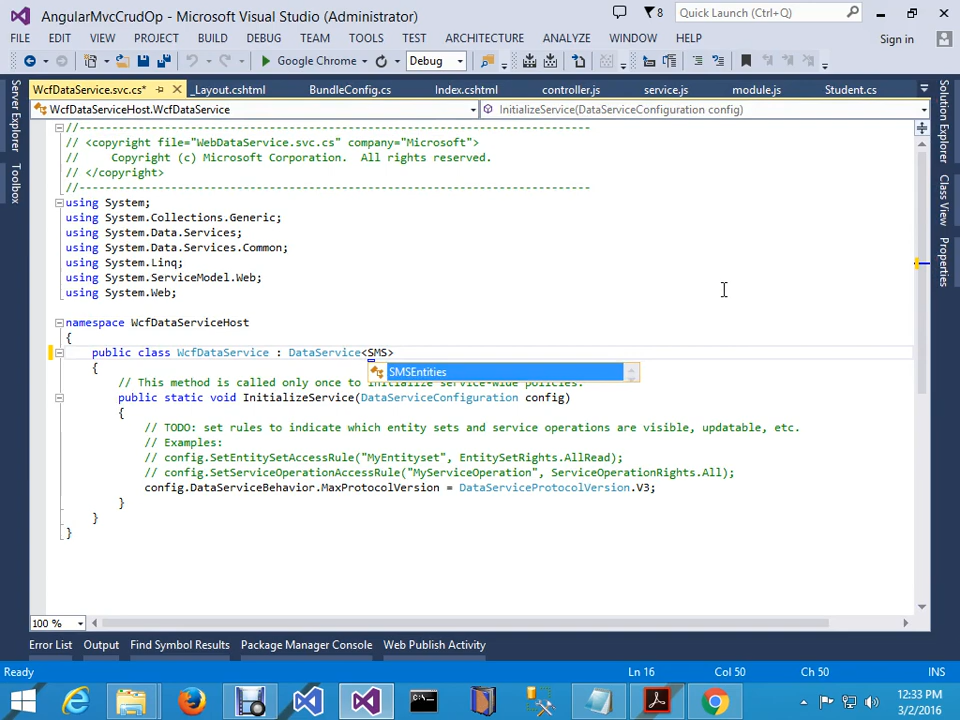 AngularMvcCrudOp - Microsoft Visual Studio (Administrator)
8
Quick Launch (Ctrl+Q)
FILE EDIT VIEW PROJECT BUILD DEBUG TEAM TOOLS TEST ARCHITECTURE ANALYZE WINDOW HELP
Sign in
Google Chrome
Debug
WcfDataService.svc.cs*
_Layout.cshtml
BundleConfig.cs
Index.cshtml
controller.js
service.js
module.js
Student.cs
WcfDataServiceHost.WcfDataService
InitializeService(DataServiceConfiguration config)
Server Explorer
Toolbox
Solution Explorer
Class View
Properties
//------------------------------------------------------------------------------
// <copyright file="WebDataService.svc.cs" company="Microsoft">
//     Copyright (c) Microsoft Corporation.  All rights reserved.
// </copyright>
//------------------------------------------------------------------------------
using System;
using System.Collections.Generic;
using System.Data.Services;
using System.Data.Services.Common;
using System.Linq;
using System.ServiceModel.Web;
using System.Web;
namespace WcfDataServiceHost
{
public class WcfDataService : DataService<SMS>
SMSEntities
{
// This method is called only once to initialize service-wide policies.
public static void InitializeService(DataServiceConfiguration config)
{
// TODO: set rules to indicate which entity sets and service operations are visible, updatable, etc.
// Examples:
// config.SetEntitySetAccessRule("MyEntityset", EntitySetRights.AllRead);
// config.SetServiceOperationAccessRule("MyServiceOperation", ServiceOperationRights.All);
config.DataServiceBehavior.MaxProtocolVersion = DataServiceProtocolVersion.V3;
}
}
}
100 %
Error List
Output
Find Symbol Results
Package Manager Console
Web Publish Activity
Ready
Ln 16
Col 50
Ch 50
INS
12:33 PM
3/2/2016